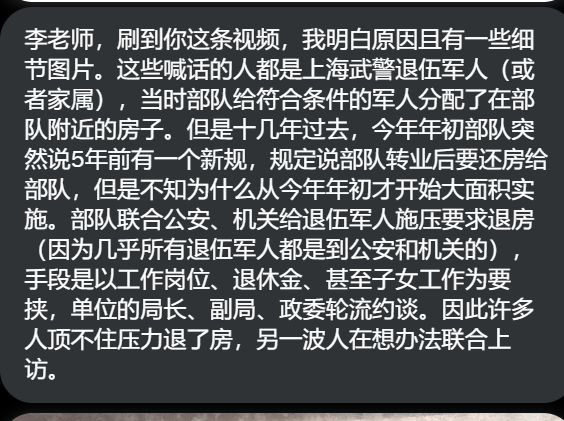 李老师，刷到你这条视频，我明白原因且有一些细
节图片。这些喊话的人都是上海武警退伍军人（或
者家属），当时部队给符合条件的军人分配了在部
队附近的房子。但是十几年过去，今年年初部队突
然说5年前有一个新规，规定说部队转业后要还房给
部队，但是不知为什么从今年年初才开始大面积实
施。部队联合公安、机关给退伍军人施压要求退房
（因为几乎所有退伍军人都是到公安和机关的），
手段是以工作岗位、退休金、甚至子女工作为要
挟，单位的局长、副局、政委轮流约谈。因此许多
人顶不住压力退了房，另一波人在想办法联合上
访。